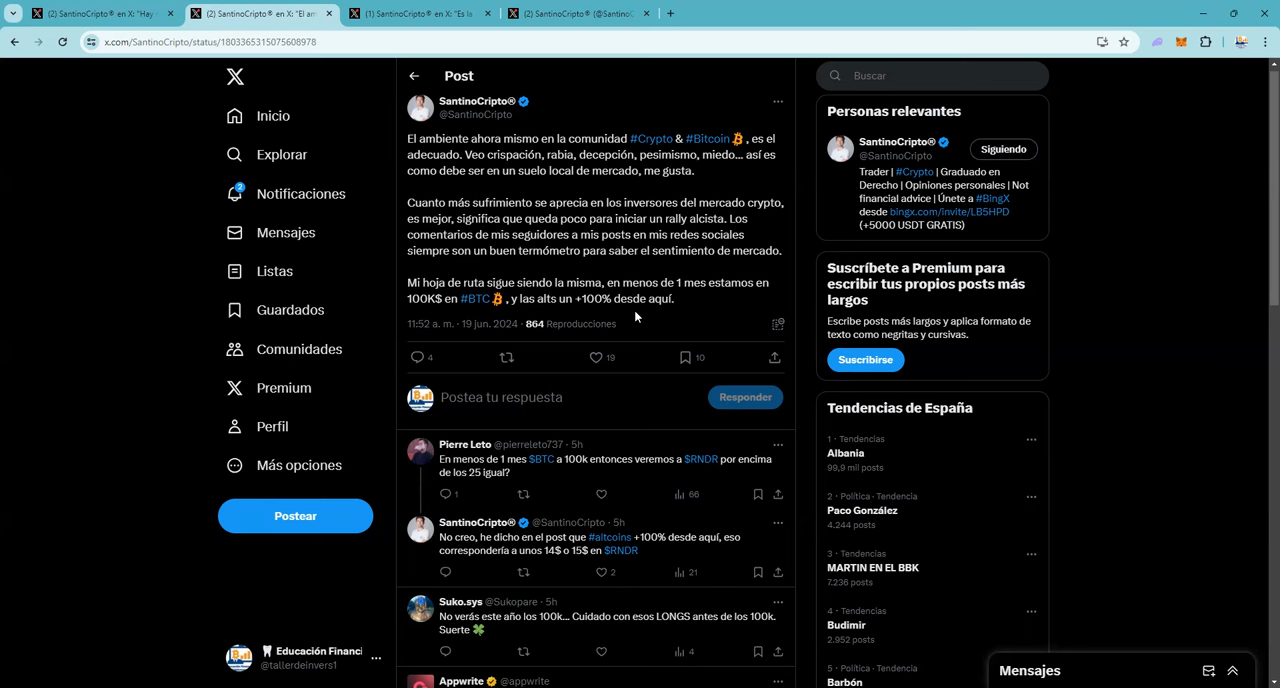 (2) SantinoCripto® en X: "Hay
(2) SantinoCripto® en X: "El am
(1) SantinoCripto® en X: "Es la
(2) SantinoCripto® (@SantinoC
x.com/SantinoCripto/status/1803365315075608978
Inicio
Explorar
2
Notificaciones
Mensajes
Listas
Guardados
Comunidades
Premium
Perfil
Más opciones
Postear
Educación Financi
@tallerdeinvers1
Post
SantinoCripto®
@SantinoCripto
El ambiente ahora mismo en la comunidad #Crypto & #Bitcoin, es el
adecuado. Veo crispación, rabia, decepción, pesimismo, miedo... así es
como debe ser en un suelo local de mercado, me gusta.
Cuanto más sufrimiento se aprecia en los inversores del mercado crypto,
es mejor, significa que queda poco para iniciar un rally alcista. Los
comentarios de mis seguidores a mis posts en mis redes sociales
siempre son un buen termómetro para saber el sentimiento de mercado.
Mi hoja de ruta sigue siendo la misma, en menos de 1 mes estamos en
100K$ en #BTC, y las alts un +100% desde aquí.
11:52 a. m. · 19 jun. 2024 · 864 Reproducciones
4 19 10
Postea tu respuesta
Responder
Pierre Leto @pierreleto737 · 5h
En menos de 1 mes $BTC a 100k entonces veremos a $RNDR por encima
de los 25 igual?
1 66
SantinoCripto® @SantinoCripto · 5h
No creo, he dicho en el post que #altcoins +100% desde aquí, eso
correspondería a unos 14$ o 15$ en $RNDR
2 21
Suko.sys @Sukopare · 5h
No verás este año los 100k... Cuidado con esos LONGS antes de los 100k.
Suerte
4
Appwrite @appwrite
Buscar
Personas relevantes
SantinoCripto®
@SantinoCripto
Siguiendo
Trader | #Crypto | Graduado en
Derecho | Opiniones personales | Not
financial advice | Únete a #BingX
desde bingx.com/invite/LB5HPD
(+5000 USDT GRATIS)
Suscríbete a Premium para
escribir tus propios posts más
largos
Escribe posts más largos y aplica formato de
texto como negritas y cursivas.
Suscribirse
Tendencias de España
1 · Tendencias
Albania
99,9 mil posts
2 · Política · Tendencia
Paco González
4.244 posts
3 · Tendencias
MARTIN EN EL BBK
7.236 posts
4 · Tendencias
Budimir
2.952 posts
5 · Política · Tendencias
Barbón
Mensajes